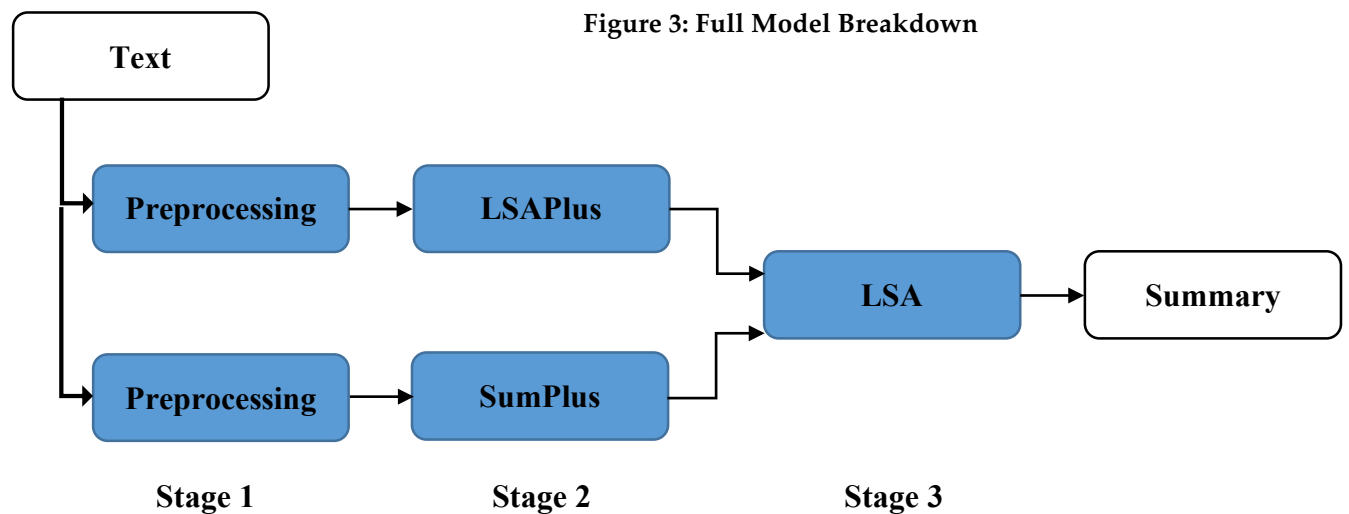 Figure 3: Full Model Breakdown
Text
Preprocessing
LSAPlus
LSA
Summary
Preprocessing
SumPlus
Stage 1
Stage 2
Stage 3